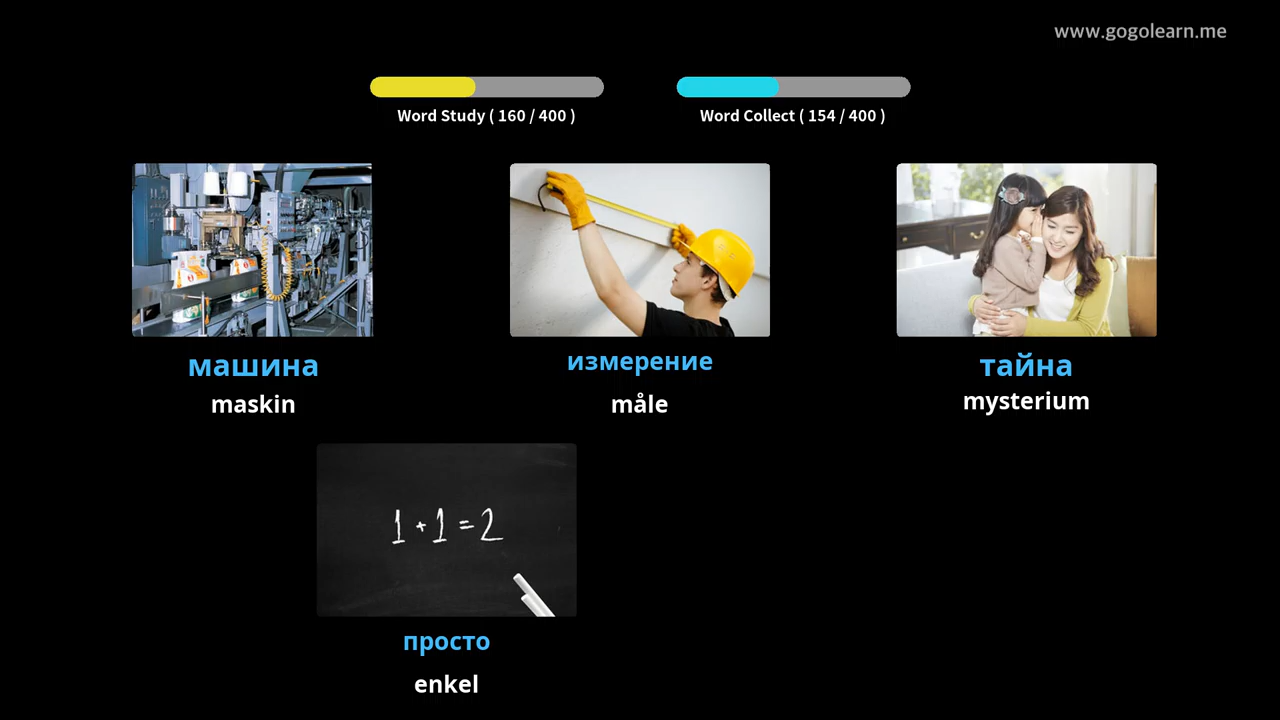 www.gogolearn.me
Word Study ( 160 / 400 )
Word Collect ( 154 / 400 )
машина
измерение
тайна
maskin
måle
mysterium
1 + 1 = 2
просто
enkel